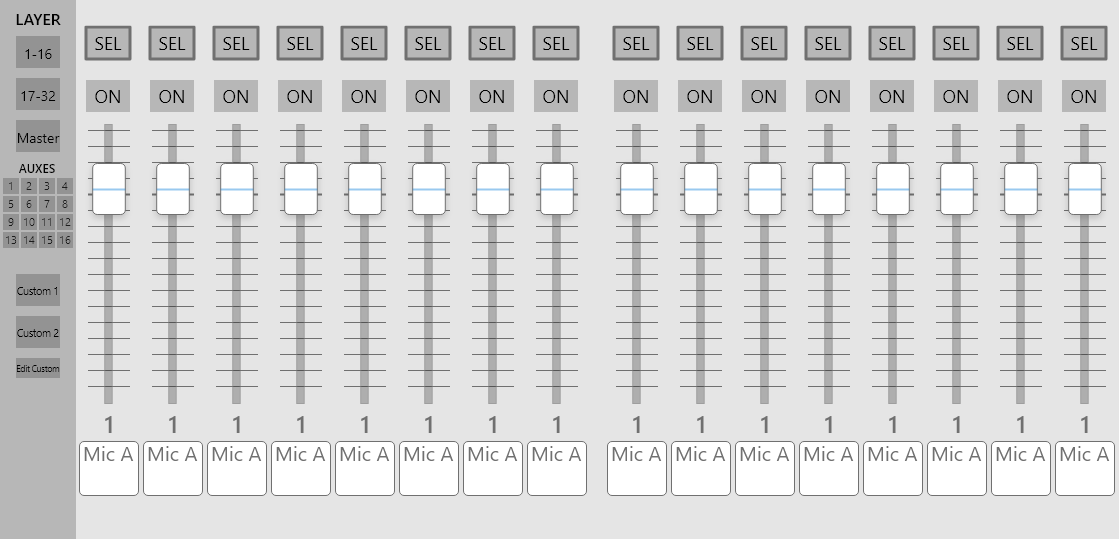 LAYER
1-16
17-32
Master
AUXES
1 2 3 4
5 6 7 8
9 10 11 12
13 14 15 16
Custom 1
Custom 2
Edit Custom
SEL SEL SEL SEL SEL SEL SEL SEL SEL SEL SEL SEL SEL SEL SEL SEL
ON ON ON ON ON ON ON ON ON ON ON ON ON ON ON ON
1 1 1 1 1 1 1 1 1 1 1 1 1 1 1 1
Mic A Mic A Mic A Mic A Mic A Mic A Mic A Mic A Mic A Mic A Mic A Mic A Mic A Mic A Mic A Mic A